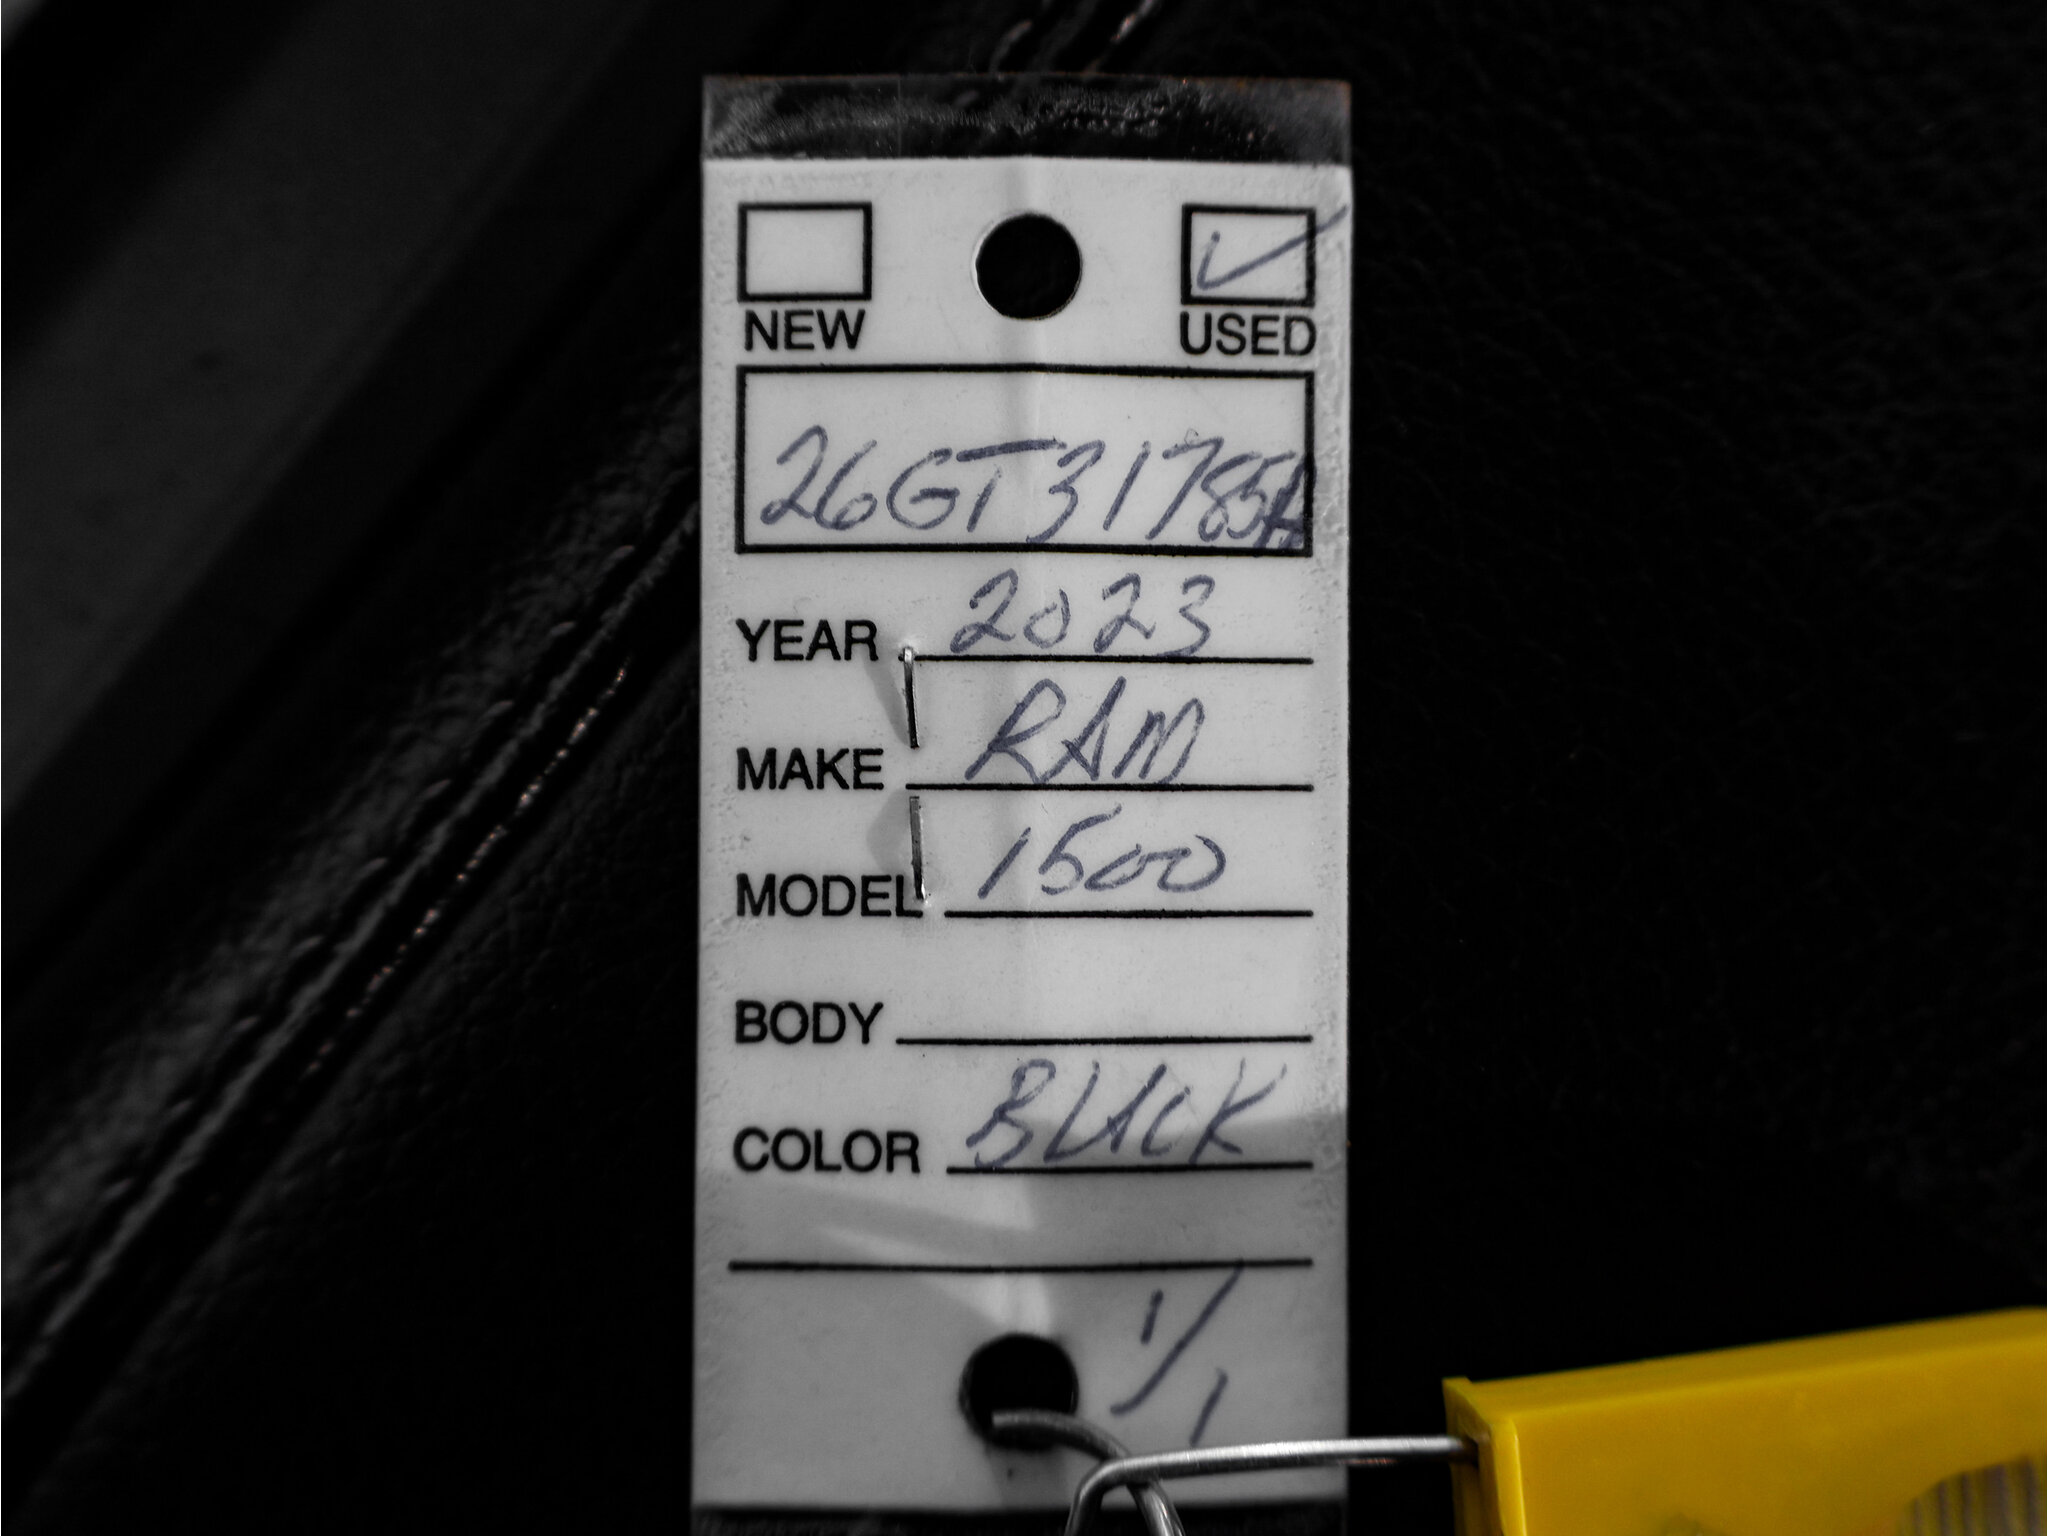 NEW USED
26GT31785A
YEAR 2023
MAKE RAM
MODEL 1500
BODY
COLOR BLACK
1/1